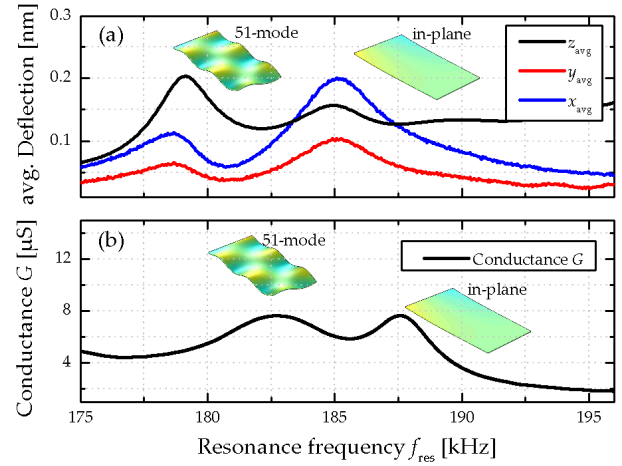 0.3
(a)
51-mode
in-plane
z_avg
y_avg
x_avg
0.2
0.1
avg. Deflection [nm]
(b)
51-mode
Conductance G
in-plane
12
8
4
Conductance G [µS]
175 180 185 190 195
Resonance frequency f_res [kHz]